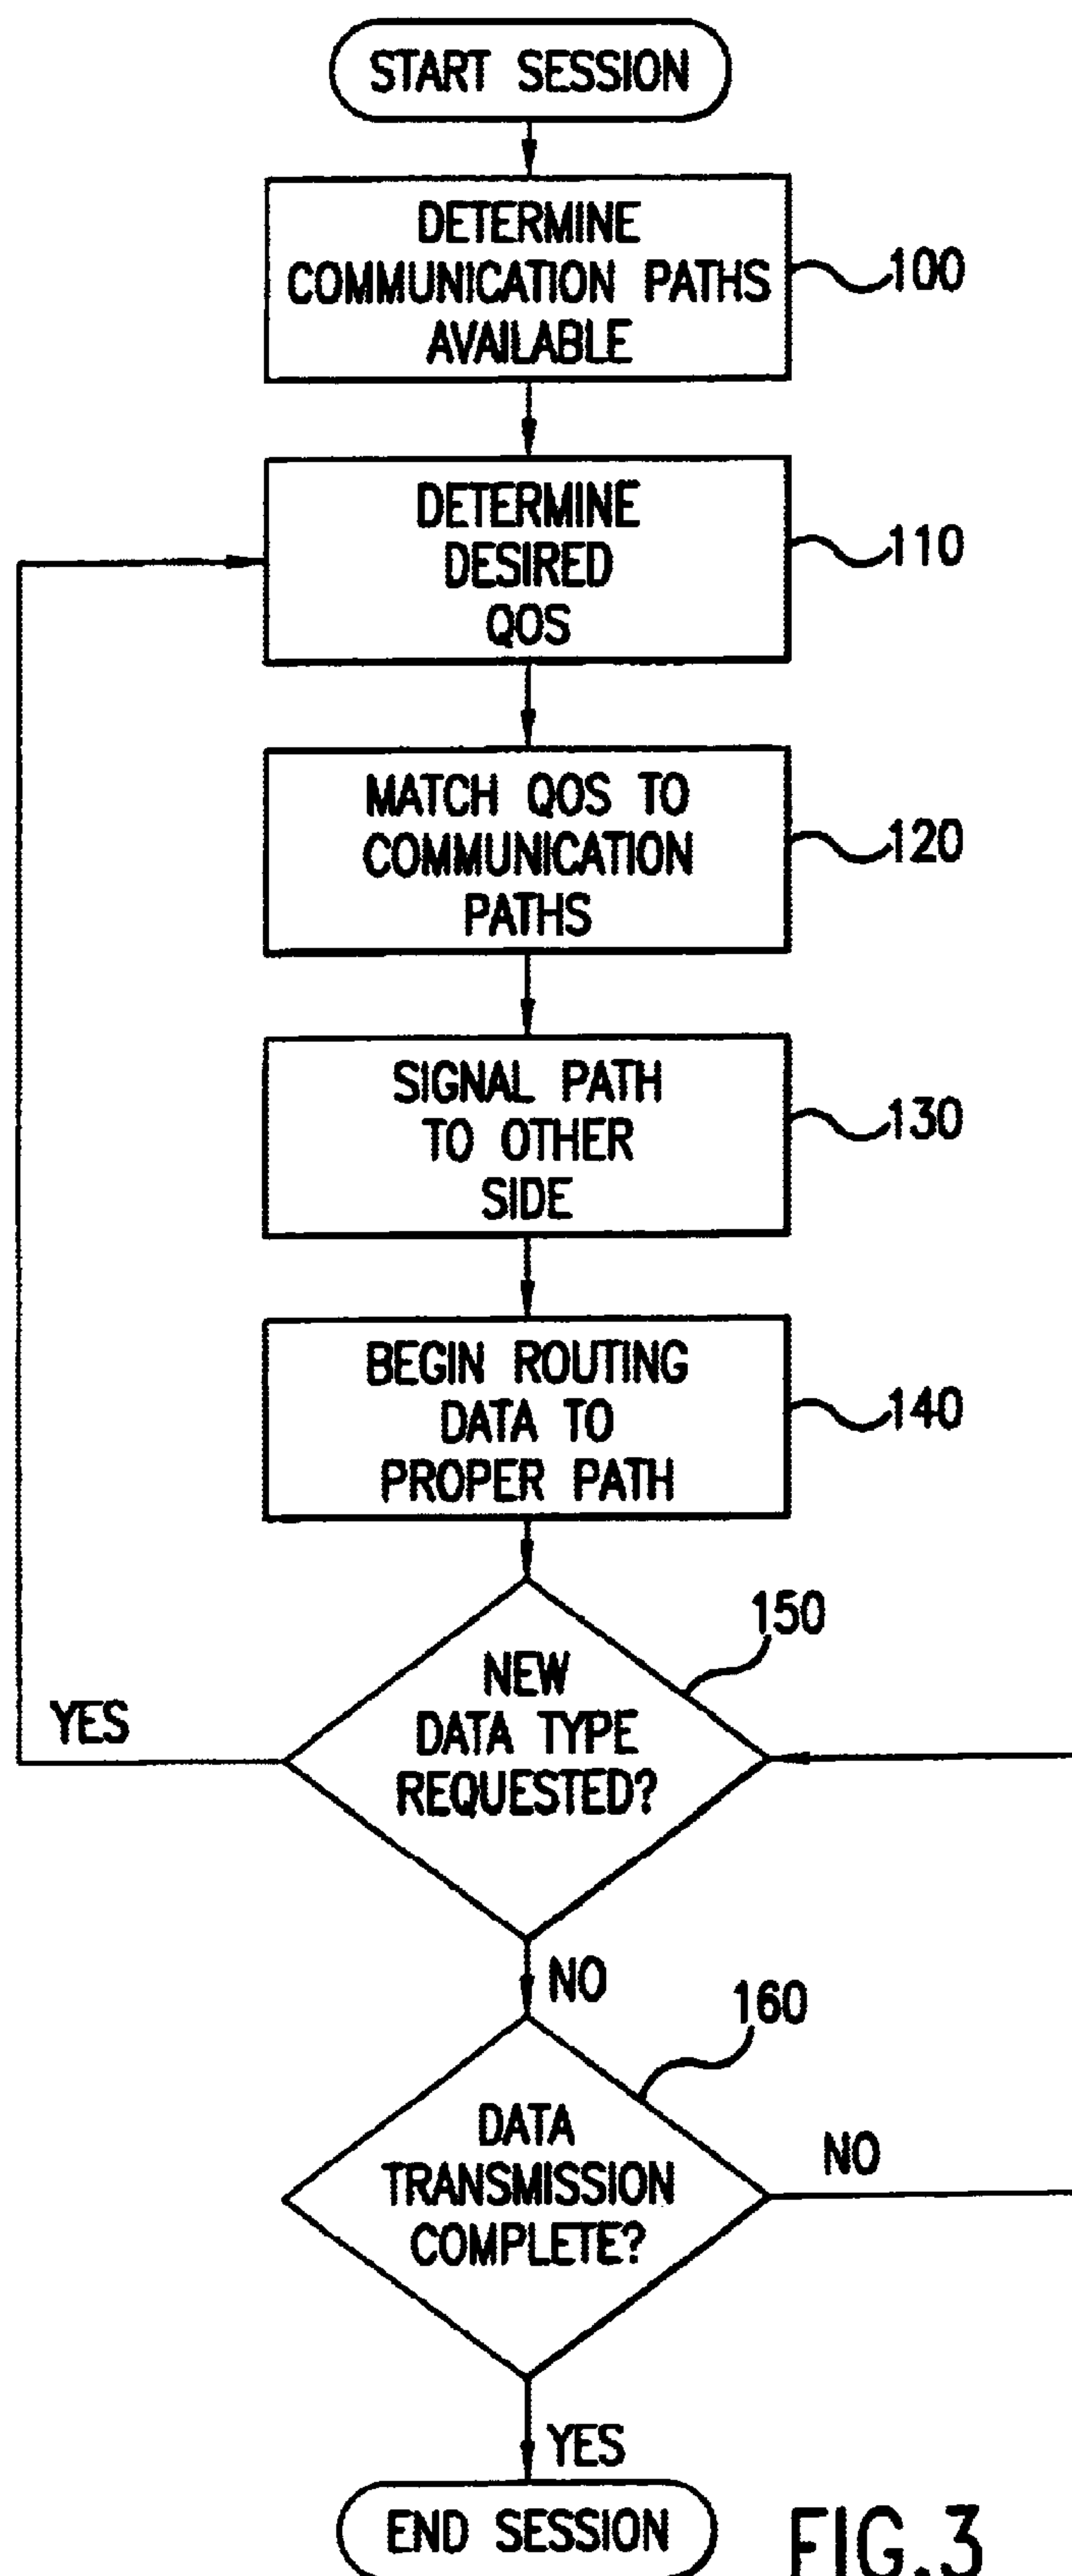 START SESSION
DETERMINE
COMMUNICATION PATHS
AVAILABLE
100
DETERMINE
DESIRED
QOS
110
MATCH QOS TO
COMMUNICATION
PATHS
120
SIGNAL PATH
TO OTHER
SIDE
130
BEGIN ROUTING
DATA TO
PROPER PATH
140
150
NEW
DATA TYPE
REQUESTED?
YES
NO
160
DATA
TRANSMISSION
COMPLETE?
NO
YES
END SESSION
FIG.3